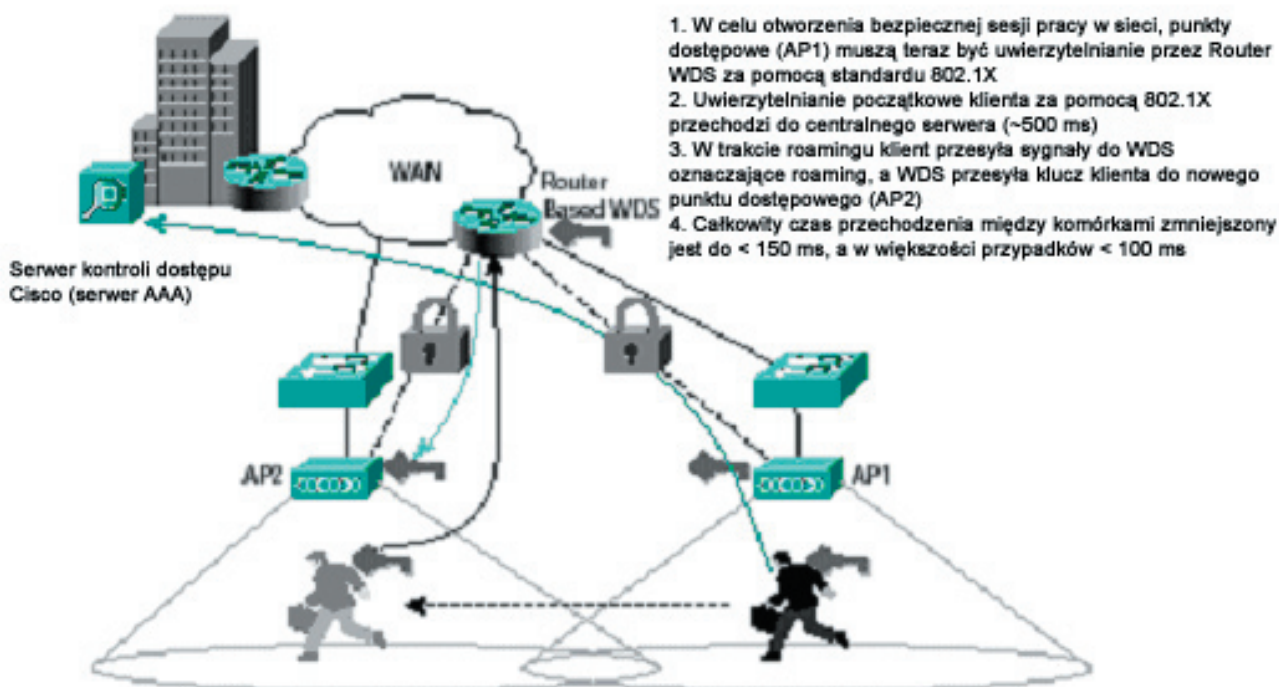 1. W celu otworzenia bezpiecznej sesji pracy w sieci, punkty
dostępowe (AP1) muszą teraz być uwierzytelnianie przez Router
WDS za pomocą standardu 802.1X
2. Uwierzytelnianie początkowe klienta za pomocą 802.1X
przechodzi do centralnego serwera (~500 ms)
3. W trakcie roamingu klient przesyła sygnały do WDS
oznaczające roaming, a WDS przesyła klucz klienta do nowego
punktu dostępowego (AP2)
4. Całkowity czas przechodzenia między komórkami zmniejszony
jest do < 150 ms, a w większości przypadków < 100 ms
WAN
Router
Based WDS
Serwer kontroli dostępu
Cisco (serwer AAA)
AP2
AP1